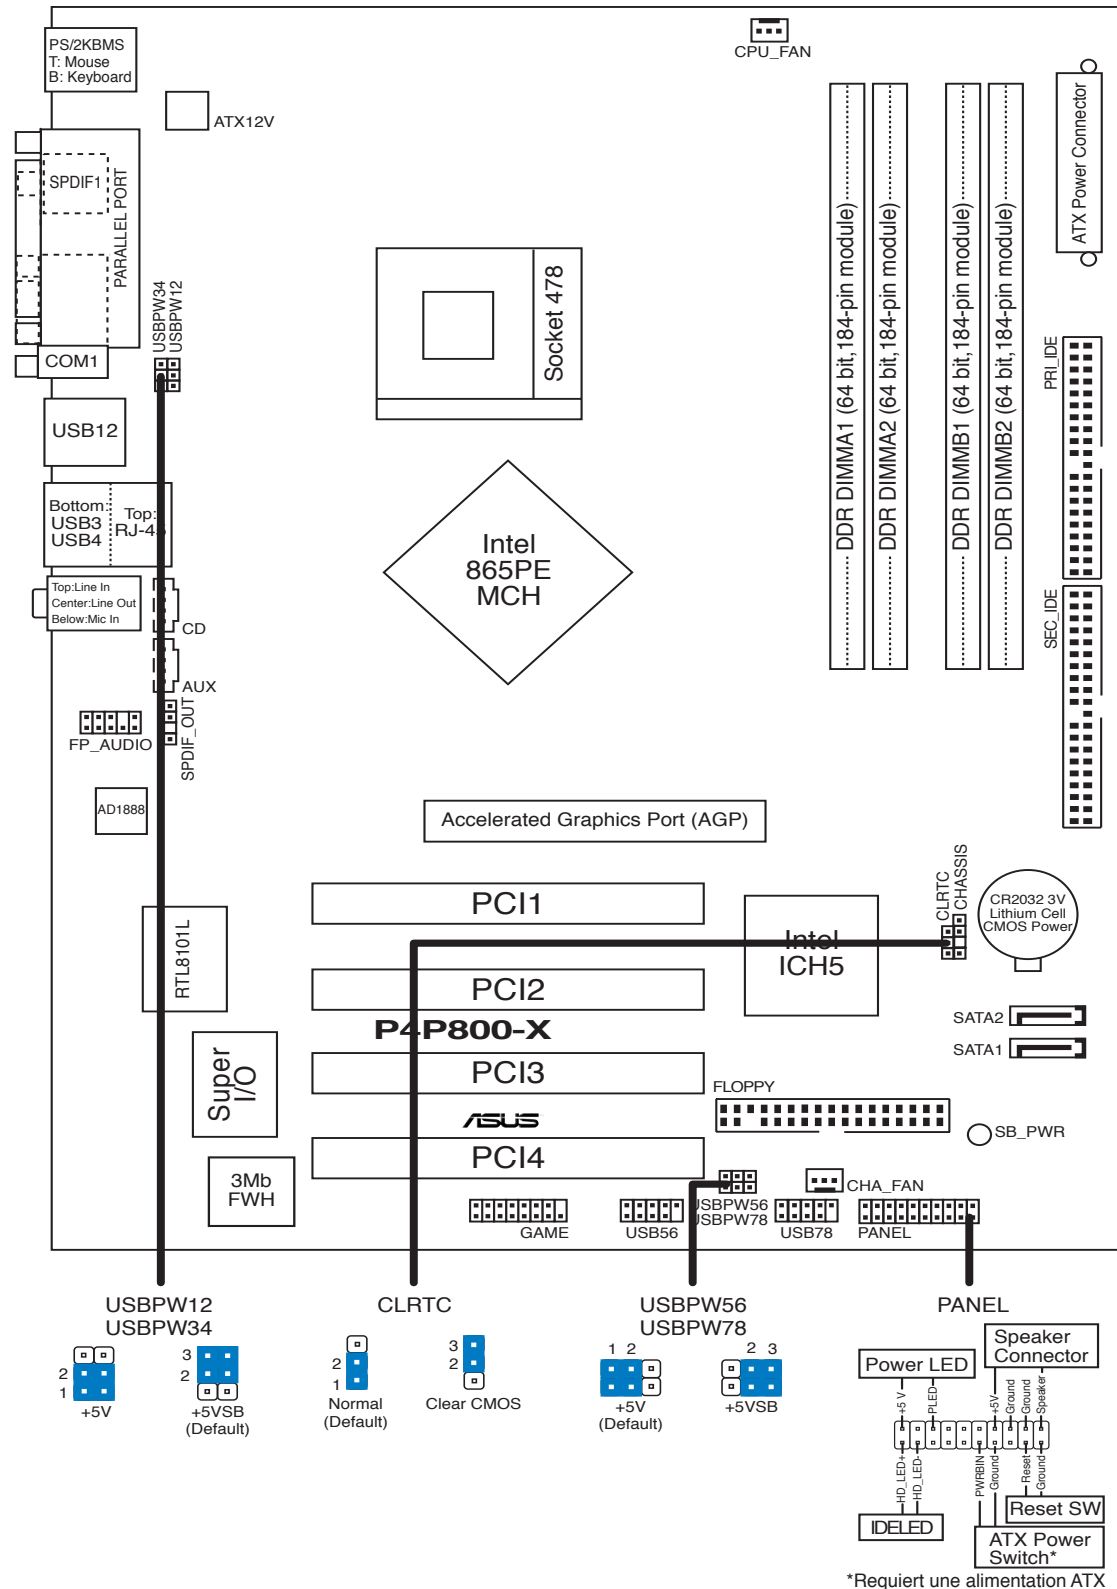 PS/2KBMS
T: Mouse
B: Keyboard
CPU_FAN
ATX12V
ATX Power Connector
SPDIF1
PARALLEL PORT
USBPW34
USBPW12
Socket 478
DDR DIMMA1 (64 bit,184-pin module)
DDR DIMMA2 (64 bit,184-pin module)
DDR DIMMB1 (64 bit,184-pin module)
DDR DIMMB2 (64 bit,184-pin module)
PRI_IDE
COM1
USB12
Bottom:
USB3
USB4
Top:
RJ-45
Intel
865PE
MCH
Top:Line In
Center:Line Out
Below:Mic In
CD
SEC_IDE
AUX
FP_AUDIO
SPDIF_OUT
AD1888
Accelerated Graphics Port (AGP)
PCI1
CLRTC
CHASSIS
CR2032 3V
Lithium Cell
CMOS Power
Intel
ICH5
RTL8101L
PCI2
P4P800-X
SATA2
SATA1
Super
I/O
PCI3
FLOPPY
ASUS
SB_PWR
PCI4
3Mb
FWH
CHA_FAN
USBPW56
USBPW78
GAME
USB56
USB78
PANEL
USBPW12
USBPW34
CLRTC
USBPW56
USBPW78
PANEL
2
1
+5V
3
2
+5VSB
(Default)
2
1
Normal
(Default)
3
2
Clear CMOS
1 2
+5V
(Default)
2 3
+5VSB
Speaker
Connector
Power LED
+5 V
PLED
+5V
Ground
Ground
Speaker
HD_LED+
HD_LED-
PWRBIN
Ground
Reset
Ground
Reset SW
IDELED
ATX Power
Switch*
*Requiert une alimentation ATX